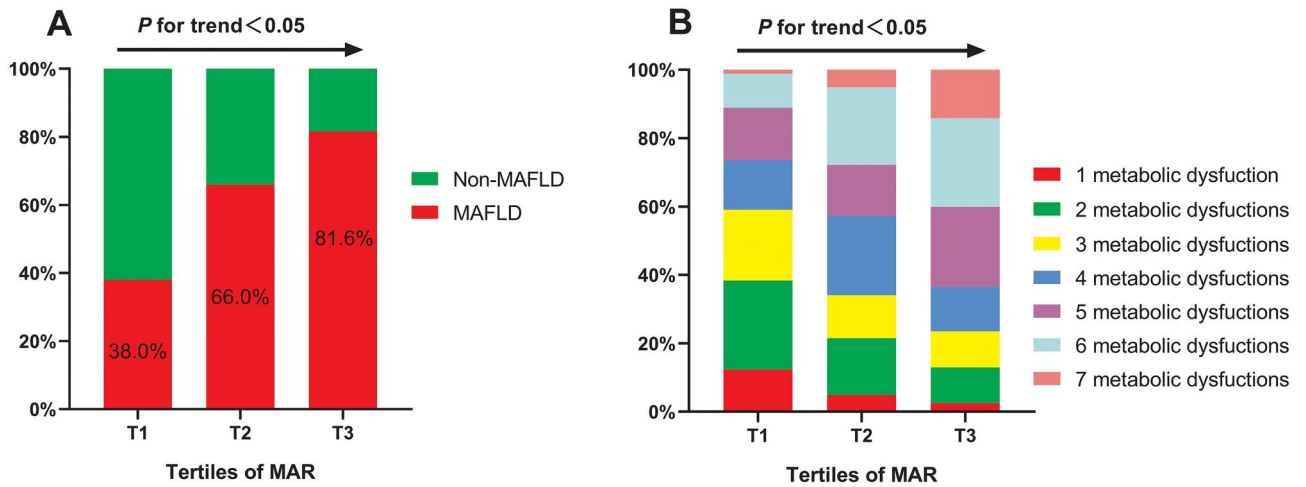 A
P for trend＜0.05
100%
80%
60%
40%
20%
0%
38.0%
66.0%
81.6%
T1
T2
T3
Tertiles of MAR
Non-MAFLD
MAFLD
B
P for trend＜0.05
100%
80%
60%
40%
20%
0%
T1
T2
T3
Tertiles of MAR
1 metabolic dysfuction
2 metabolic dysfuctions
3 metabolic dysfuctions
4 metabolic dysfuctions
5 metabolic dysfuctions
6 metabolic dysfuctions
7 metabolic dysfuctions